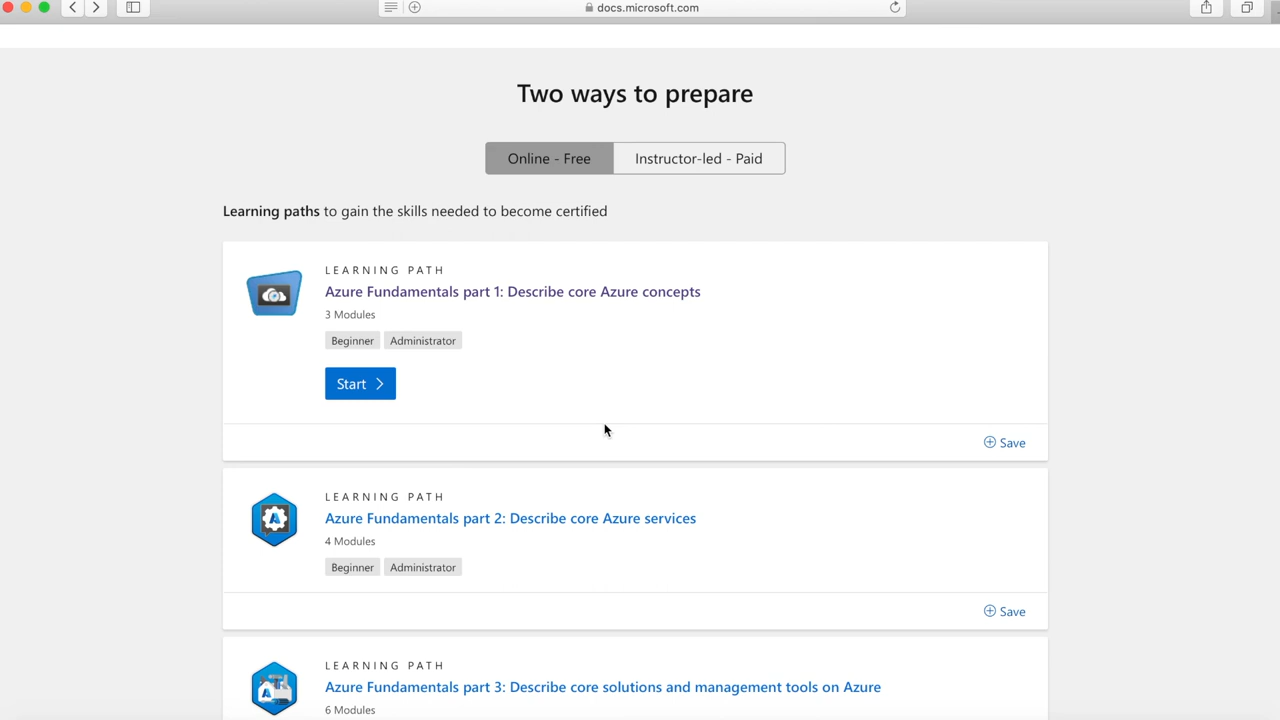 docs.microsoft.com
Two ways to prepare
Online - Free
Instructor-led - Paid
Learning paths to gain the skills needed to become certified
LEARNING PATH
Azure Fundamentals part 1: Describe core Azure concepts
3 Modules
Beginner Administrator
Start
Save
LEARNING PATH
Azure Fundamentals part 2: Describe core Azure services
4 Modules
Beginner Administrator
Save
LEARNING PATH
Azure Fundamentals part 3: Describe core solutions and management tools on Azure
6 Modules